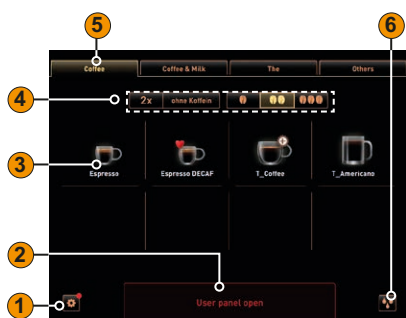 5
6
Coffee
Coffee & Milk
The
Others
4
2x
ohne Koffein
3
Espresso
Espresso DECAF
T_Coffee
T_Americano
2
1
User panel open